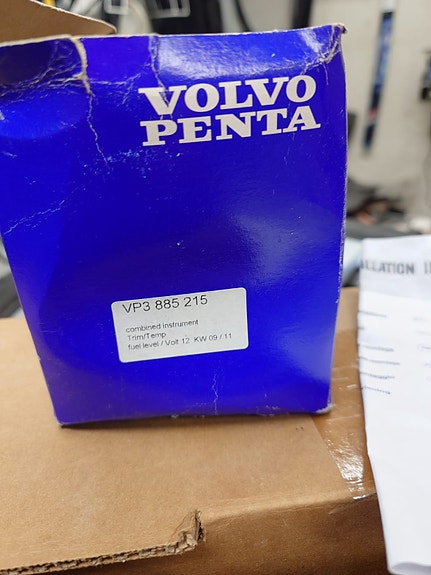 VOLVO
PENTA
VP3 885 215
combined instrument
Trim/Temp
fuel level / Volt 12 KW 09 / 11